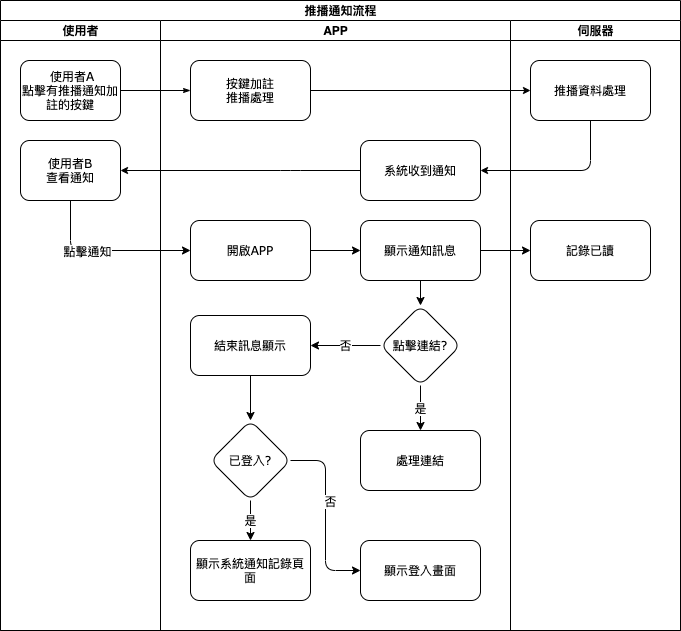 推播通知流程
使用者
APP
伺服器
使用者A
點擊有推播通知加
註的按鍵
按鍵加註
推播處理
推播資料處理
使用者B
查看通知
系統收到通知
點擊通知
開啟APP
顯示通知訊息
記錄已讀
結束訊息顯示
否
點擊連結?
是
已登入?
處理連結
否
是
顯示系統通知記錄頁
面
顯示登入畫面